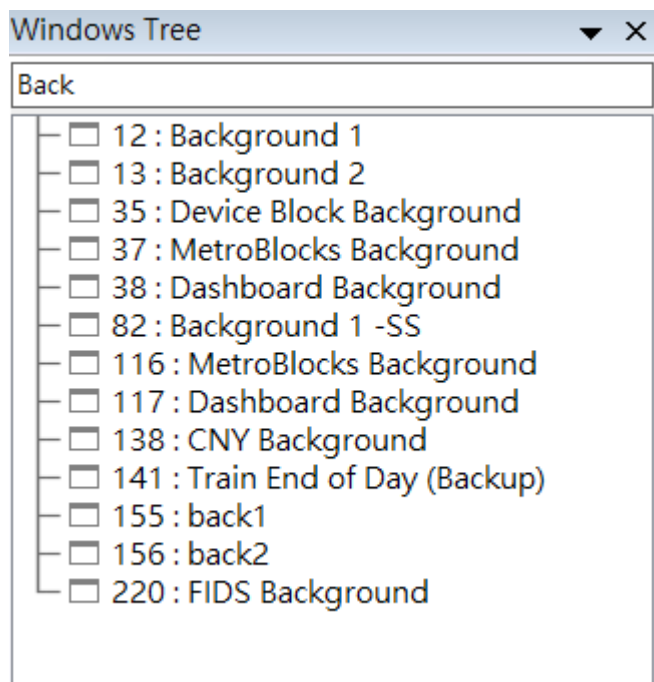 Windows Tree
Back
12 : Background 1
13 : Background 2
35 : Device Block Background
37 : MetroBlocks Background
38 : Dashboard Background
82 : Background 1 -SS
116 : MetroBlocks Background
117 : Dashboard Background
138 : CNY Background
141 : Train End of Day (Backup)
155 : back1
156 : back2
220 : FIDS Background